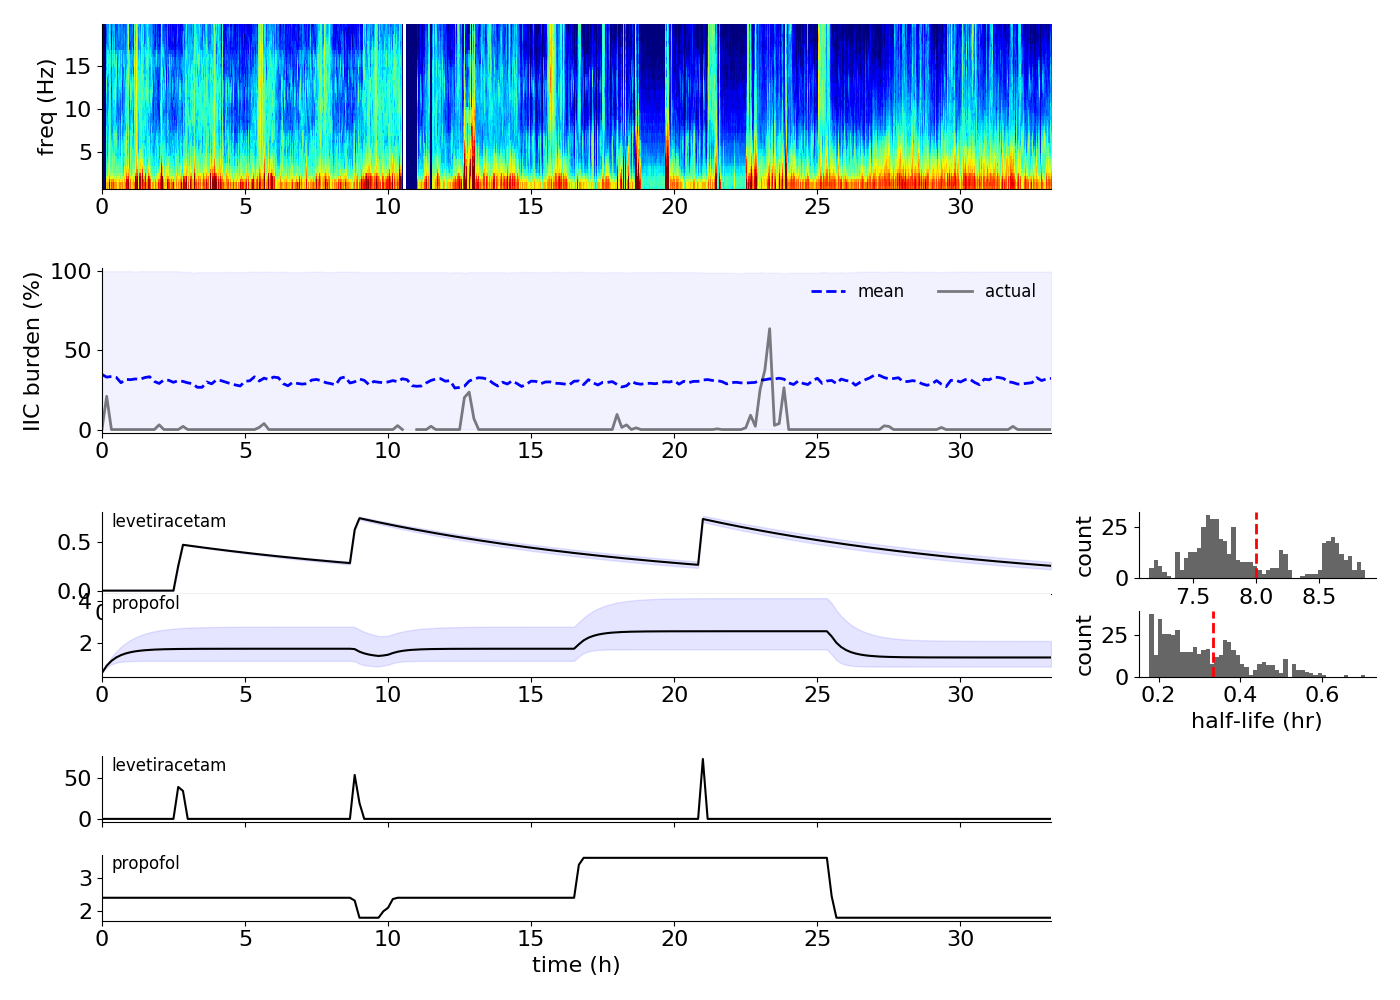 freq (Hz)
15
10
5
0 5 10 15 20 25 30
IIC burden (%)
100
50
0
mean actual
0 5 10 15 20 25 30
levetiracetam
0.5
0.0
0
propofol
4
2
0 5 10 15 20 25 30
count
25
0
7.5 8.0 8.5
count
25
0
0.2 0.4 0.6
half-life (hr)
levetiracetam
50
0
propofol
3
2
0 5 10 15 20 25 30
time (h)